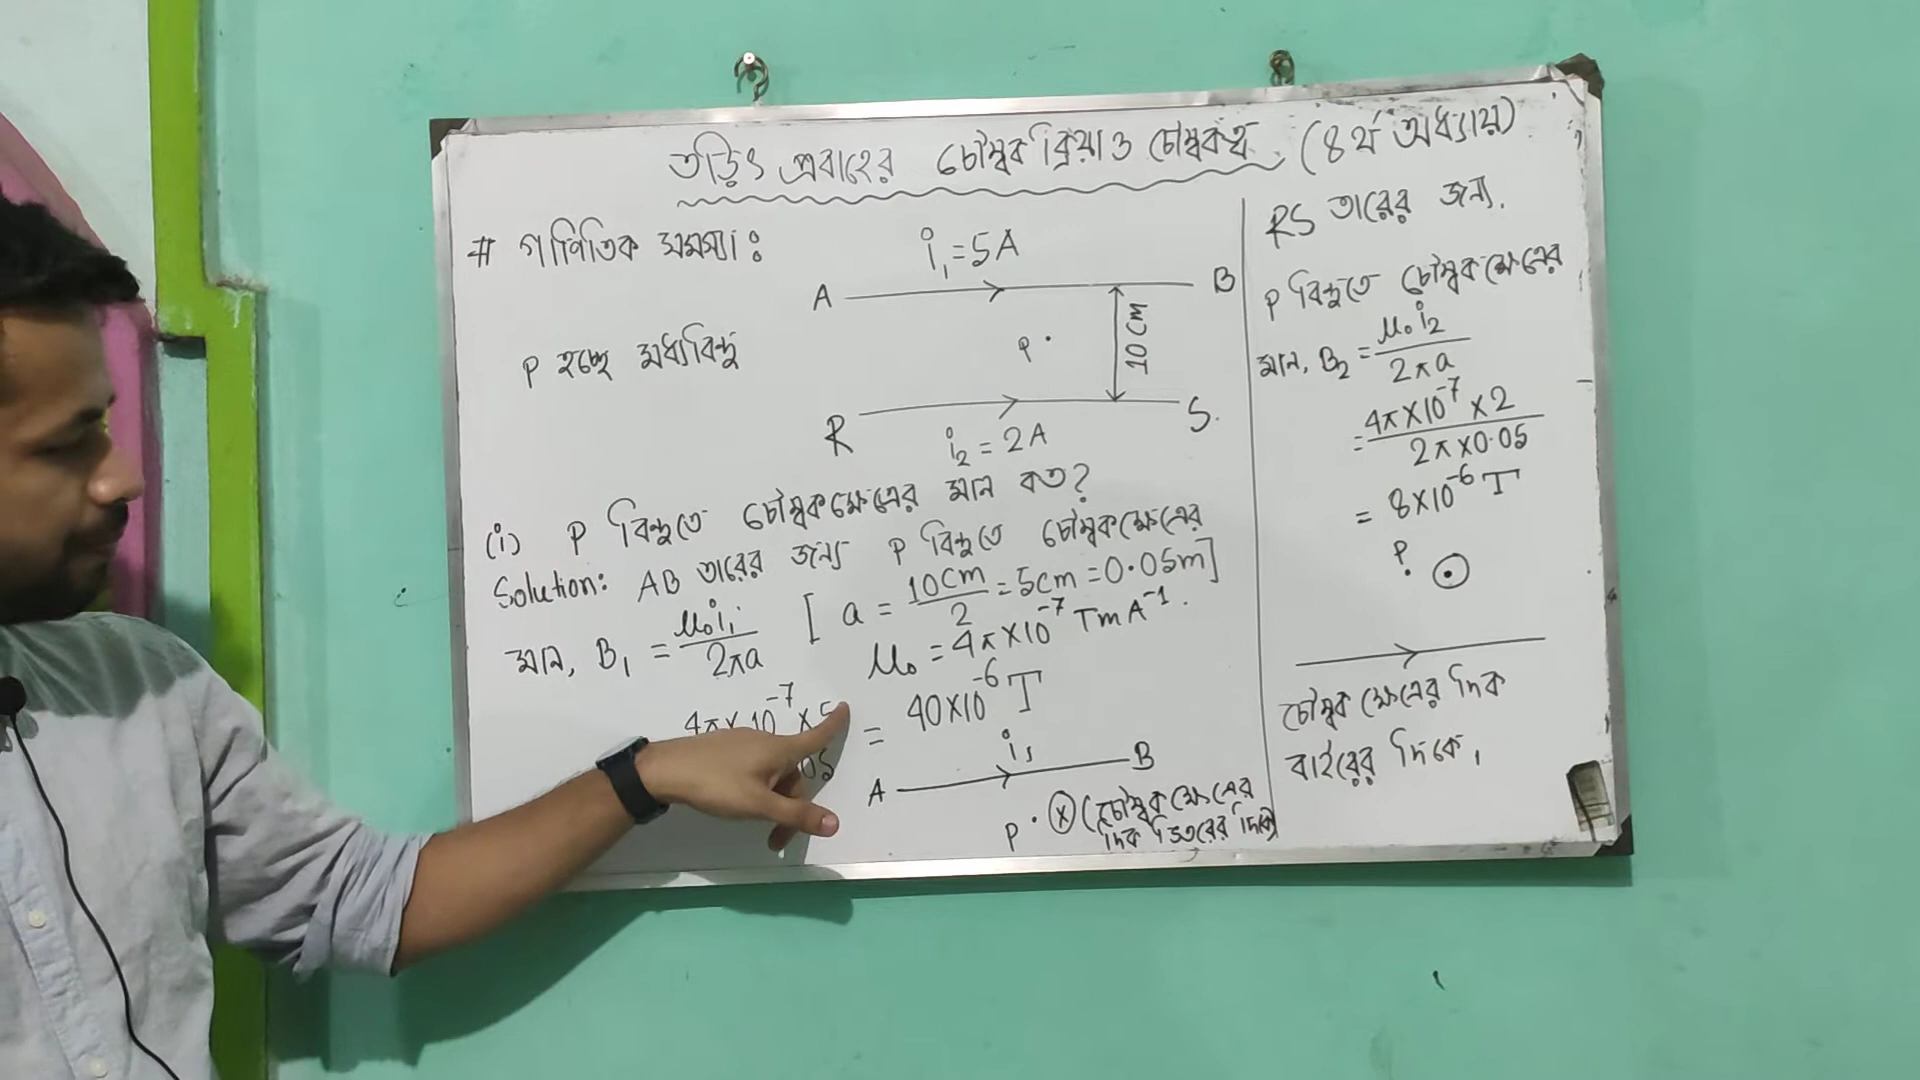 তড়িৎ প্রবাহের চৌম্বক ক্রিয়া ও চৌম্বকত্ব (৪র্থ অধ্যায়)
# গাণিতিক সমস্যা:
i₁=5A
A B
P হচ্ছে মধ্যবিন্দু
P .
10 CM
R S.
i₂ = 2A
(i) P বিন্দুতে চৌম্বকক্ষেত্রের মান কত?
Solution: AB তারের জন্য P বিন্দুতে চৌম্বকক্ষেত্রের
মান, B₁ = μ₀i₁/2πa [ a = 10cm/2 = 5cm = 0.05m]
μ₀ = 4π×10⁻⁷ TmA⁻¹.
4π×10⁻⁷×5
05
= 40×10⁻⁶ T
i₁
A B
P . ⊗ (চৌম্বকক্ষেত্রের
দিক ভিতরের দিকে)
RS তারের জন্য,
P বিন্দুতে চৌম্বকক্ষেত্রের
মান, B₂ = μ₀i₂/2πa
= 4π×10⁻⁷×2/2π×0.05
= 8×10⁻⁶ T
P . ⊙
চৌম্বক ক্ষেত্রের দিক
বাইরের দিকে,